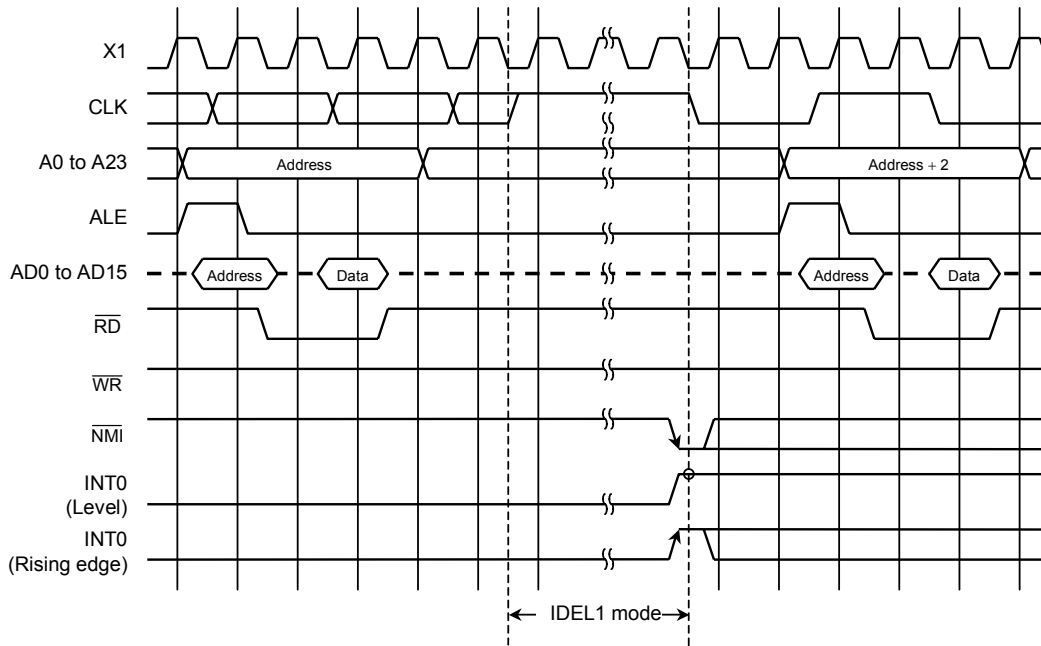 X1
CLK
A0 to A23
Address
Address + 2
ALE
AD0 to AD15
Address
Data
Address
Data
RD
WR
NMI
INT0
(Level)
INT0
(Rising edge)
IDEL1 mode